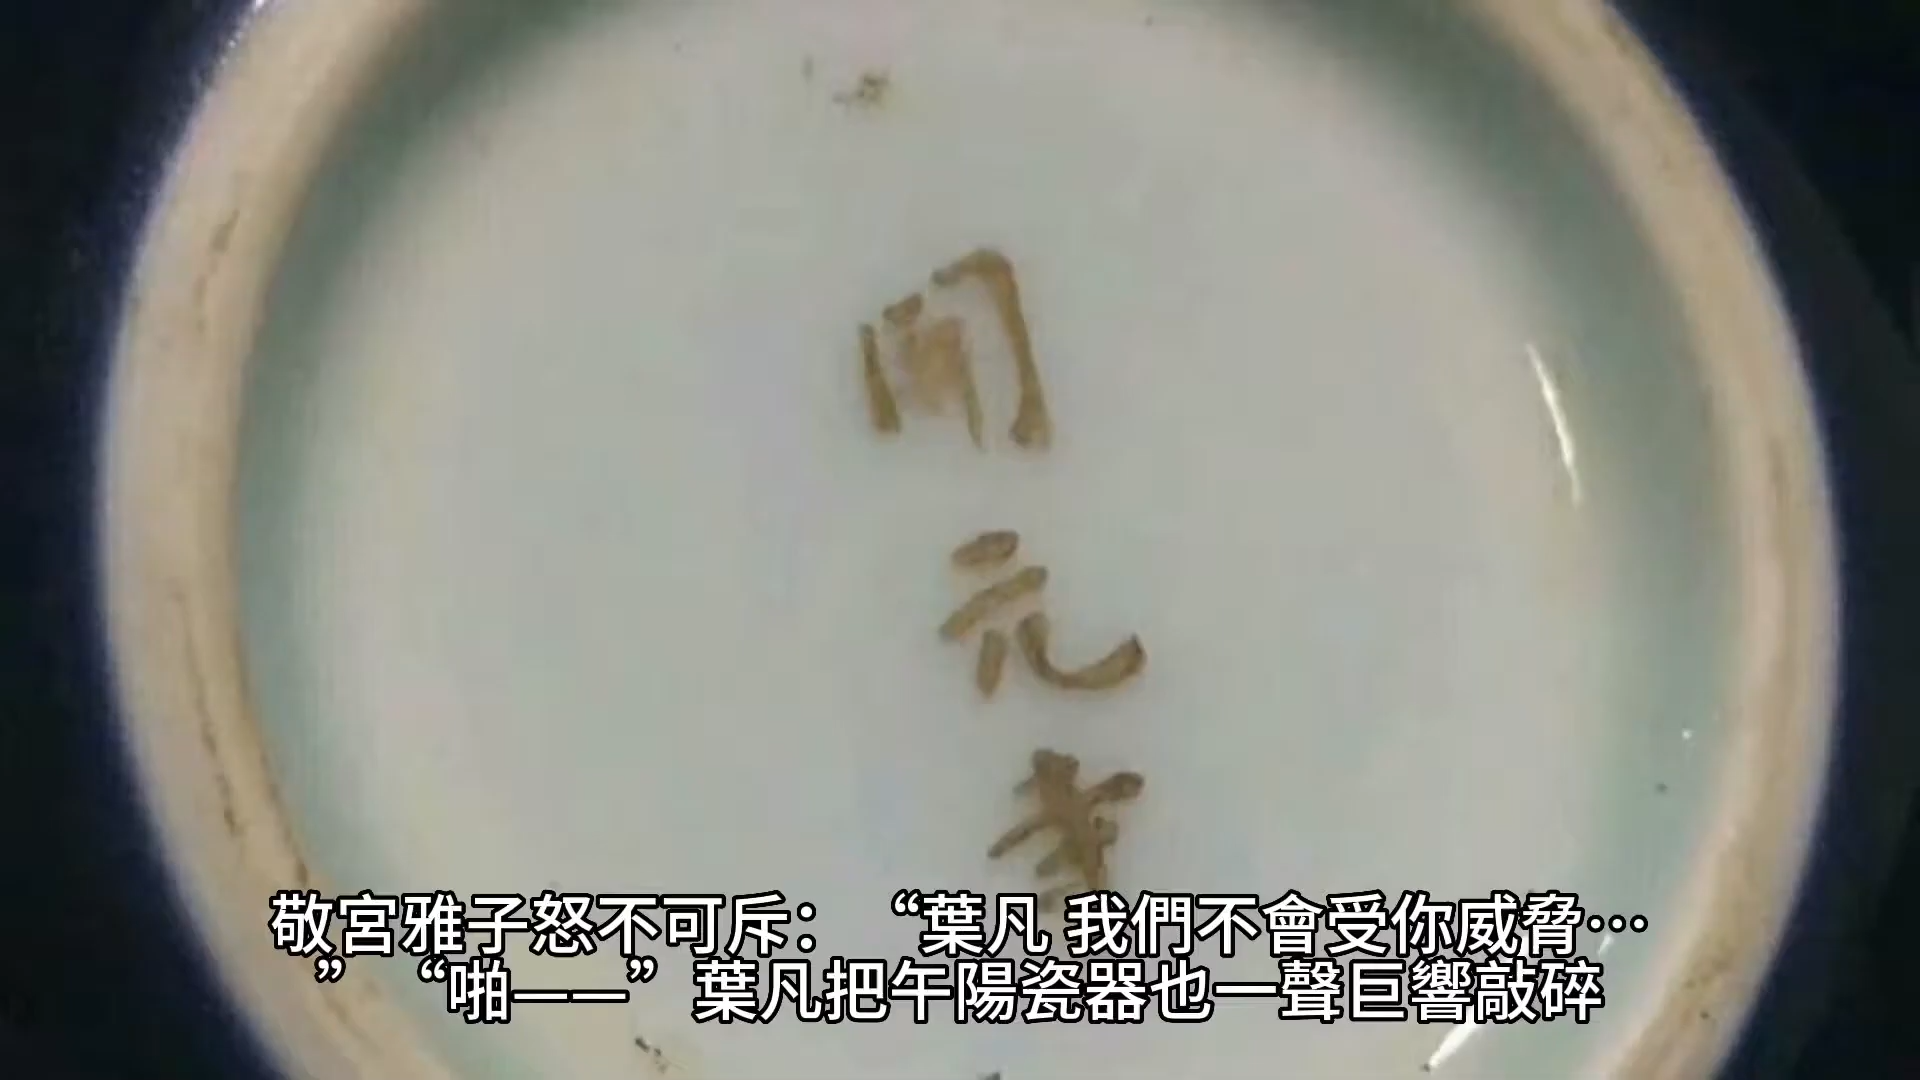 元
敬宮雅子怒不可斥：“葉凡 我們不會受你威脅…
” “啪——”葉凡把午陽瓷器也一聲巨響敲碎